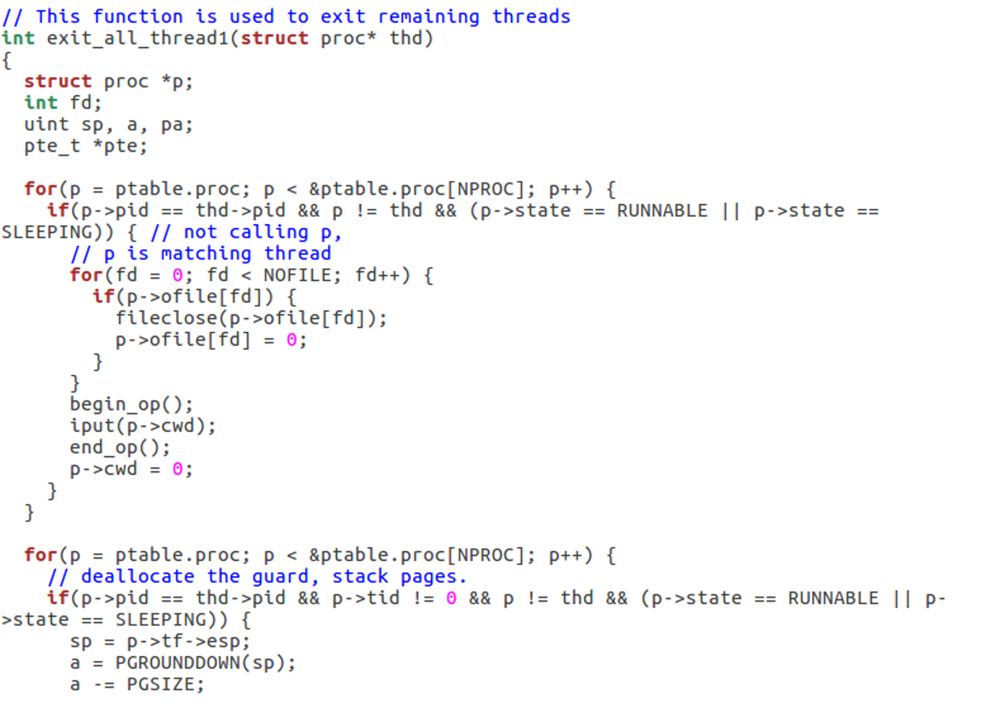 // This function is used to exit remaining threads
int exit_all_thread1(struct proc* thd)
{
  struct proc *p;
  int fd;
  uint sp, a, pa;
  pte_t *pte;

  for(p = ptable.proc; p < &ptable.proc[NPROC]; p++) {
    if(p->pid == thd->pid && p != thd && (p->state == RUNNABLE || p->state ==
SLEEPING)) { // not calling p,
      // p is matching thread
      for(fd = 0; fd < NOFILE; fd++) {
        if(p->ofile[fd]) {
          fileclose(p->ofile[fd]);
          p->ofile[fd] = 0;
        }
      }
      begin_op();
      iput(p->cwd);
      end_op();
      p->cwd = 0;
    }
  }

  for(p = ptable.proc; p < &ptable.proc[NPROC]; p++) {
    // deallocate the guard, stack pages.
    if(p->pid == thd->pid && p->tid != 0 && p != thd && (p->state == RUNNABLE || p-
>state == SLEEPING)) {
      sp = p->tf->esp;
      a = PGROUNDDOWN(sp);
      a -= PGSIZE;